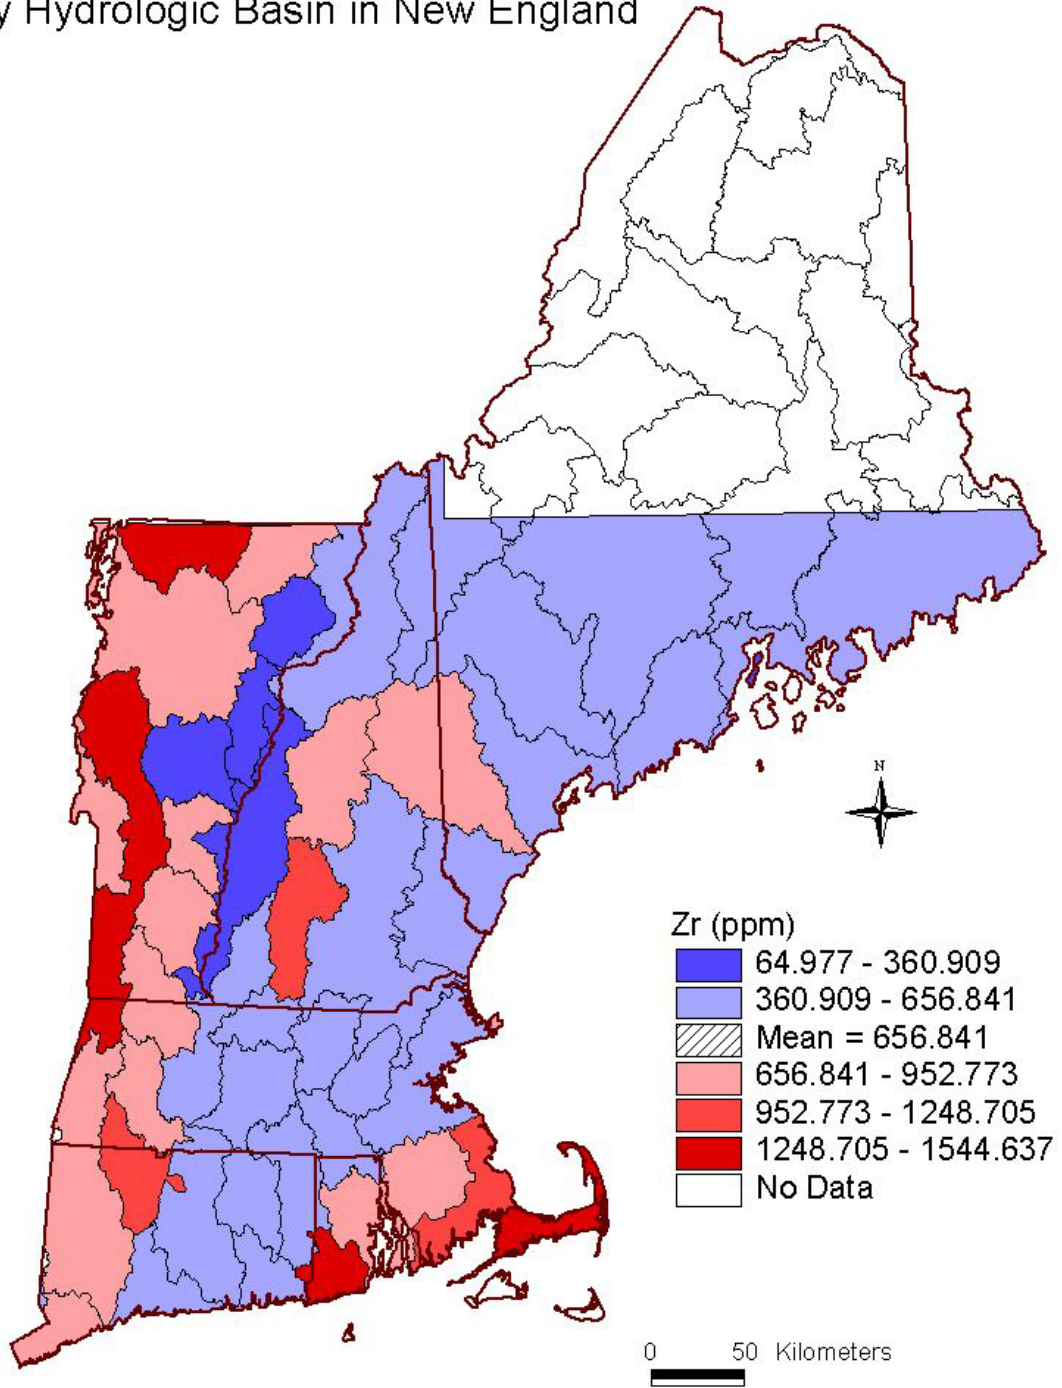 y Hydrologic Basin in New England
N
Zr (ppm)
64.977 - 360.909
360.909 - 656.841
Mean = 656.841
656.841 - 952.773
952.773 - 1248.705
1248.705 - 1544.637
No Data
0 50 Kilometers